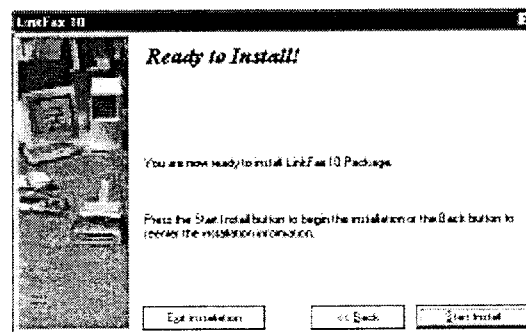 LinkFax 10
Ready to Install!
You are now ready to install LinkFax 10 Package.
Press the Start Install button to begin the installation or the Back button to
reenter the installation information.
Exit Installation
<< Back
Start Install